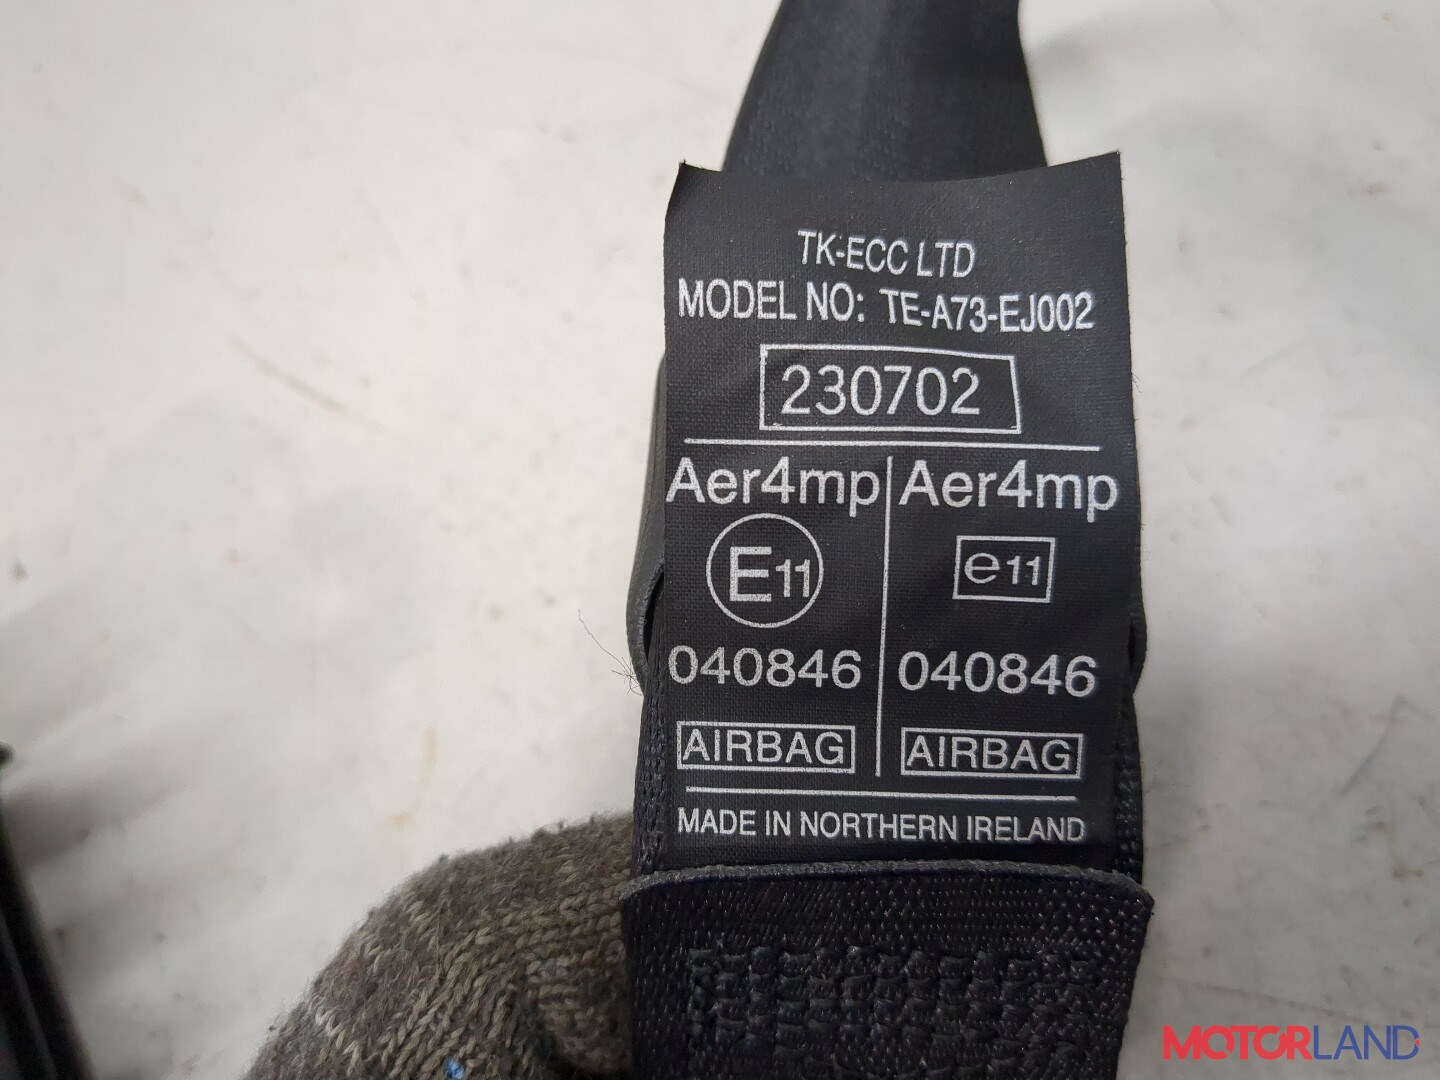 TK-ECC LTD
MODEL NO: TE-A73-EJ002
230702
Aer4mp
E11
040846
AIRBAG
Aer4mp
e11
040846
AIRBAG
MADE IN NORTHERN IRELAND
MOTORLAND